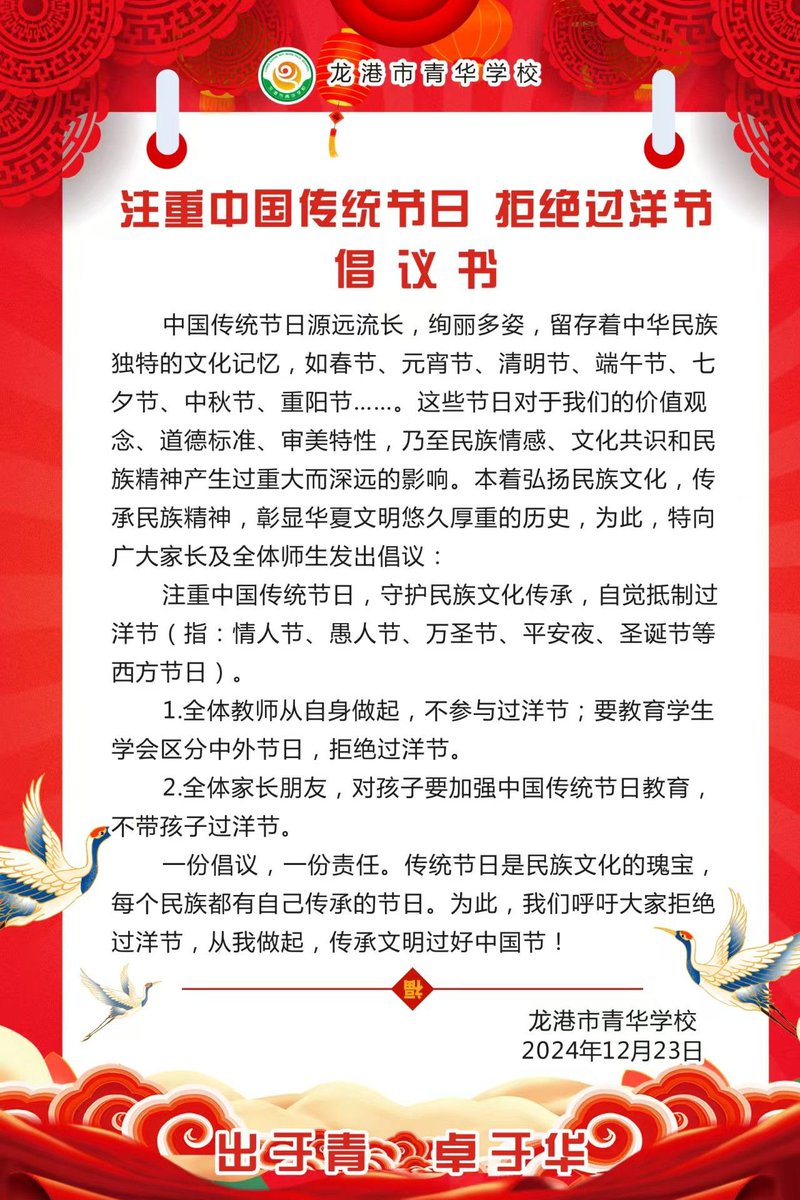 龙港市青华学校
注重中国传统节日 拒绝过洋节
倡议书
中国传统节日源远流长，绚丽多姿，留存着中华民族
独特的文化记忆，如春节、元宵节、清明节、端午节、七
夕节、中秋节、重阳节……。这些节日对于我们的价值观
念、道德标准、审美特性，乃至民族情感、文化共识和民
族精神产生过重大而深远的影响。本着弘扬民族文化，传
承民族精神，彰显华夏文明悠久厚重的历史，为此，特向
广大家长及全体师生发出倡议：
注重中国传统节日，守护民族文化传承，自觉抵制过
洋节（指：情人节、愚人节、万圣节、平安夜、圣诞节等
西方节日）。
1.全体教师从自身做起，不参与过洋节；要教育学生
学会区分中外节日，拒绝过洋节。
2.全体家长朋友，对孩子要加强中国传统节日教育，
不带孩子过洋节。
一份倡议，一份责任。传统节日是民族文化的瑰宝，
每个民族都有自己传承的节日。为此，我们呼吁大家拒绝
过洋节，从我做起，传承文明过好中国节！
福
龙港市青华学校
2024年12月23日
出于青 卓于华